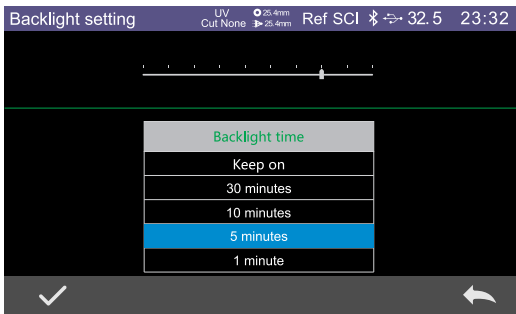 Backlight setting UV Cut None 25.4mm 25.4mm Ref SCI 32.5 23:32
Backlight time
Keep on
30 minutes
10 minutes
5 minutes
1 minute